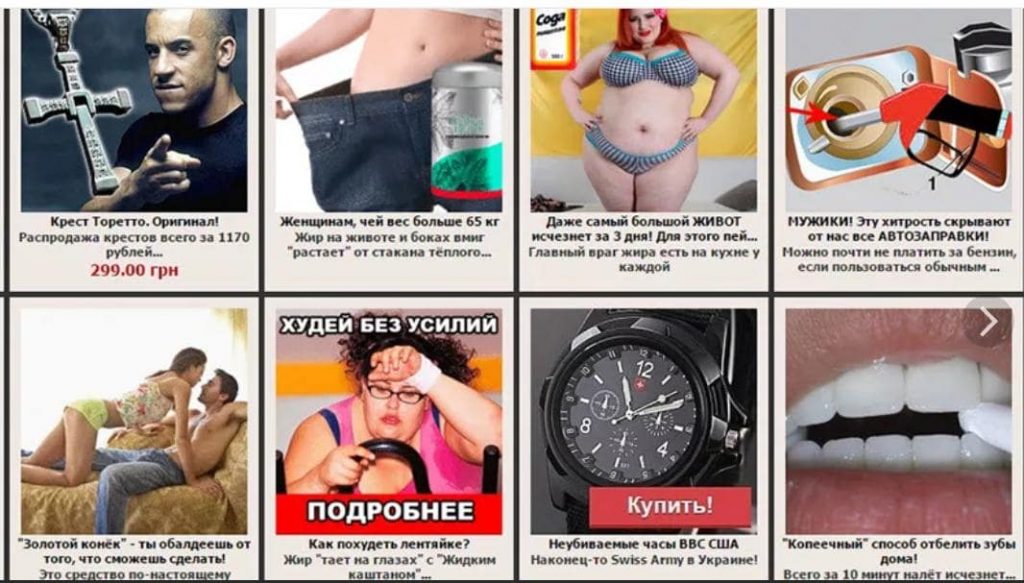 Сода
Крест Торетто. Оригинал!
Распродажа крестов всего за 1170
рублей...
299.00 грн
Женщинам, чей вес больше 65 кг
Жир на животе и боках вмиг
"растает" от стакана тёплого...
Даже самый большой ЖИВОТ
исчезнет за 3 дня! Для этого пей...
Главный враг жира есть на кухне у
каждой
1
МУЖИКИ! Эту хитрость скрывают
от нас все АВТОЗАПРАВКИ!
Можно почти не платить за бензин,
если пользоваться обычным ...
"Золотой конёк" - ты обалдеешь от
того, что сможешь сделать!
Это средство по-настоящему
ХУДЕЙ БЕЗ УСИЛИЙ
ПОДРОБНЕЕ
Как похудеть лентяйке?
Жир "тает на глазах" с "Жидким
каштаном"...
12
8
4
Купить!
Неубиваемые часы ВВС США
Наконец-то Swiss Army в Украине!
"Копеечный" способ отбелить зубы
дома!
Всего за 10 минут налёт исчезнет...